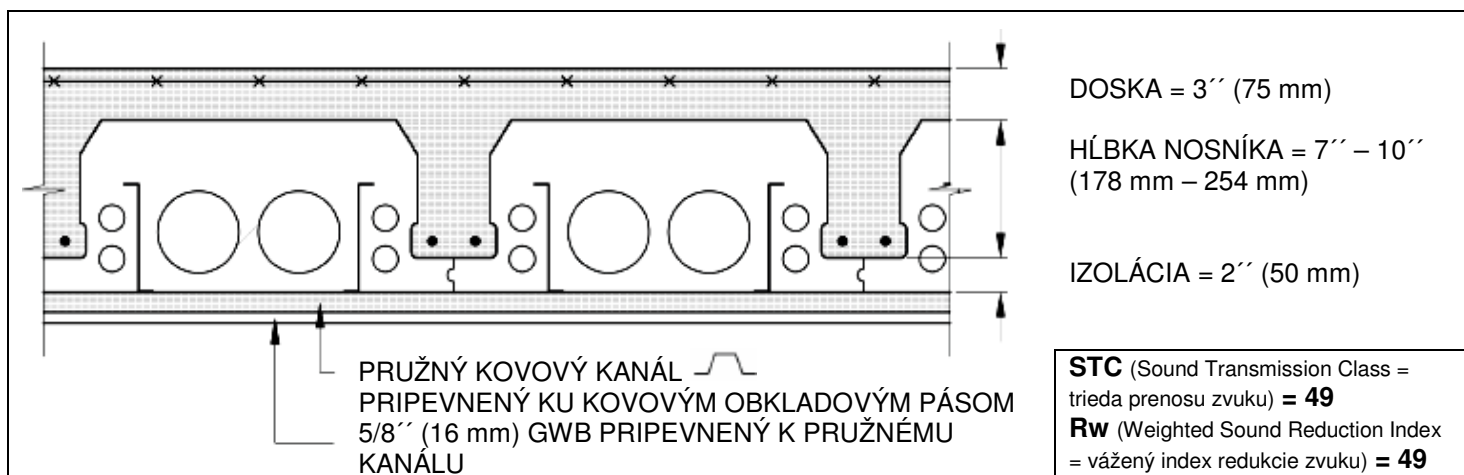 DOSKA = 3´´ (75 mm)
HĹBKA NOSNÍKA = 7´´ – 10´´
(178 mm – 254 mm)
IZOLÁCIA = 2´´ (50 mm)
PRUŽNÝ KOVOVÝ KANÁL
PRIPEVNENÝ KU KOVOVÝM OBKLADOVÝM PÁSOM
5/8´´ (16 mm) GWB PRIPEVNENÝ K PRUŽNÉMU
KANÁLU
STC (Sound Transmission Class =
trieda prenosu zvuku) = 49
Rw (Weighted Sound Reduction Index
= vážený index redukcie zvuku) = 49